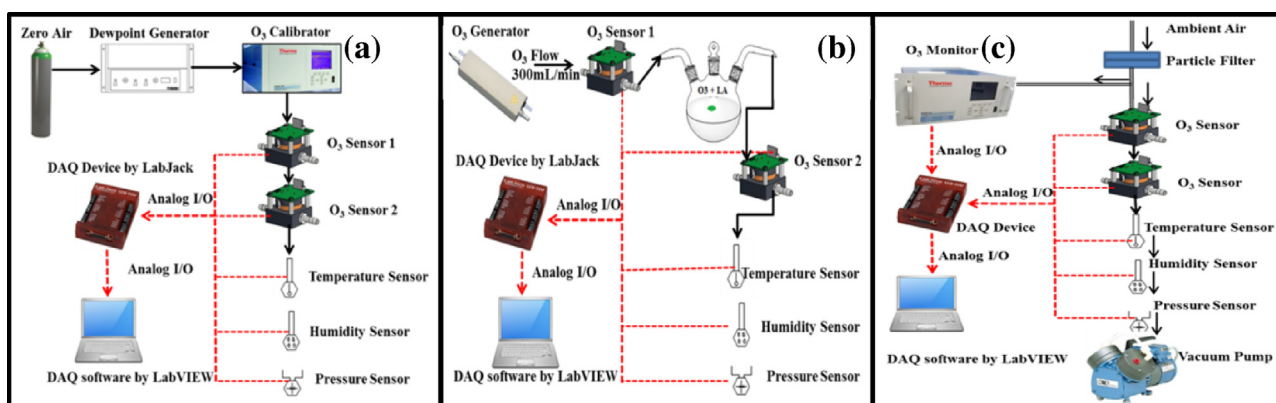 Zero Air
Dewpoint Generator
O₃ Calibrator
(a)
Thermo
O₃ Sensor 1
DAQ Device by LabJack
Analog I/O
O₃ Sensor 2
Analog I/O
Temperature Sensor
Humidity Sensor
DAQ software by LabVIEW
Pressure Sensor
O₃ Generator
O₃ Flow
300mL/min
O₃ Sensor 1
(b)
O3 + LA
DAQ Device by LabJack
O₃ Sensor 2
Analog I/O
Analog I/O
Temperature Sensor
Humidity Sensor
DAQ software by LabVIEW
Pressure Sensor
(c)
Ambient Air
O₃ Monitor
Particle Filter
Thermo
O₃ Sensor
Analog I/O
O₃ Sensor
Analog I/O
DAQ Device
Temperature Sensor
Analog I/O
Humidity Sensor
Pressure Sensor
DAQ software by LabVIEW
Vacuum Pump